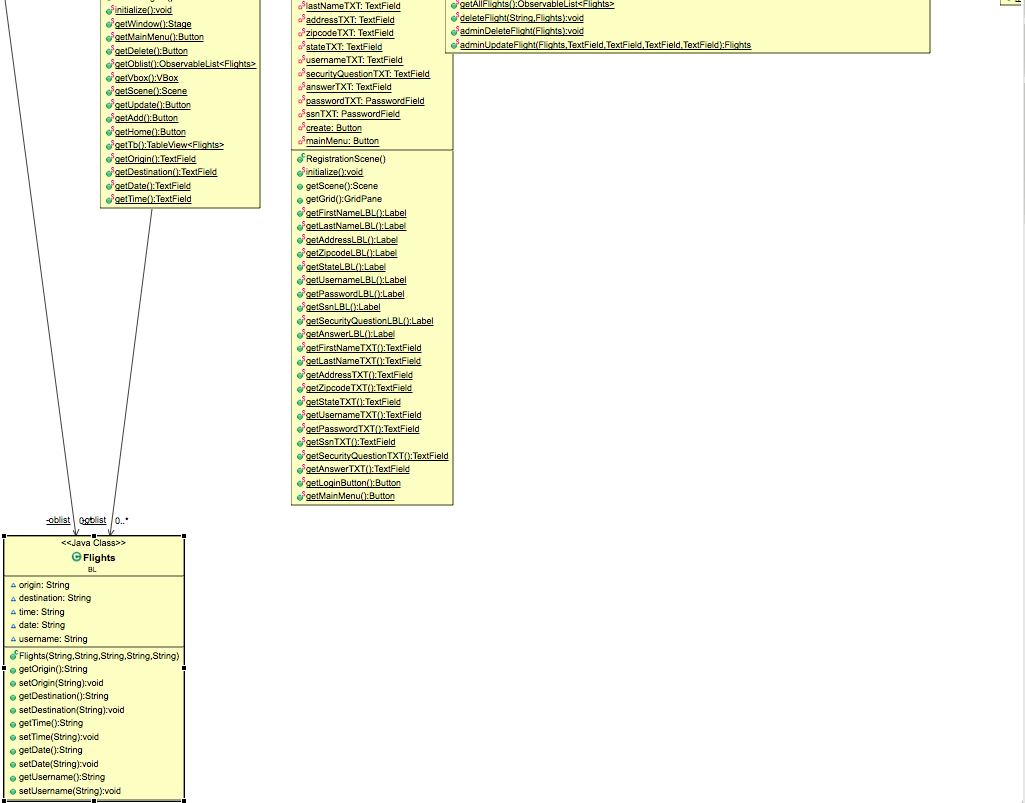 initialize():void
getWindow():Stage
getMainMenu():Button
getDelete():Button
getOblist():ObservableList<Flights>
getVbox():VBox
getScene():Scene
getUpdate():Button
getAdd():Button
getHome():Button
getTb():TableView<Flights>
getOrigin():TextField
getDestination():TextField
getDate():TextField
getTime():TextField
lastNameTXT: TextField
addressTXT: TextField
zipcodeTXT: TextField
stateTXT: TextField
usernameTXT: TextField
securityQuestionTXT: TextField
answerTXT: TextField
passwordTXT: PasswordField
ssnTXT: PasswordField
create: Button
mainMenu: Button
RegistrationScene()
initialize():void
getScene():Scene
getGrid():GridPane
getFirstNameLBL():Label
getLastNameLBL():Label
getAddressLBL():Label
getZipcodeLBL():Label
getStateLBL():Label
getUsernameLBL():Label
getPasswordLBL():Label
getSsnLBL():Label
getSecurityQuestionLBL():Label
getAnswerLBL():Label
getFirstNameTXT():TextField
getLastNameTXT():TextField
getAddressTXT():TextField
getZipcodeTXT():TextField
getStateTXT():TextField
getUsernameTXT():TextField
getPasswordTXT():TextField
getSsnTXT():TextField
getSecurityQuestionTXT():TextField
getAnswerTXT():TextField
getLoginButton():Button
getMainMenu():Button
getAllFlights():ObservableList<Flights>
deleteFlight(String,Flights):void
adminDeleteFlight(Flights):void
adminUpdateFlight(Flights,TextField,TextField,TextField,TextField):Flights
-oblist
0..*
<<Java Class>>
Flights
BL
origin: String
destination: String
time: String
date: String
username: String
Flights(String,String,String,String,String)
getOrigin():String
setOrigin(String):void
getDestination():String
setDestination(String):void
getTime():String
setTime(String):void
getDate():String
setDate(String):void
getUsername():String
setUsername(String):void